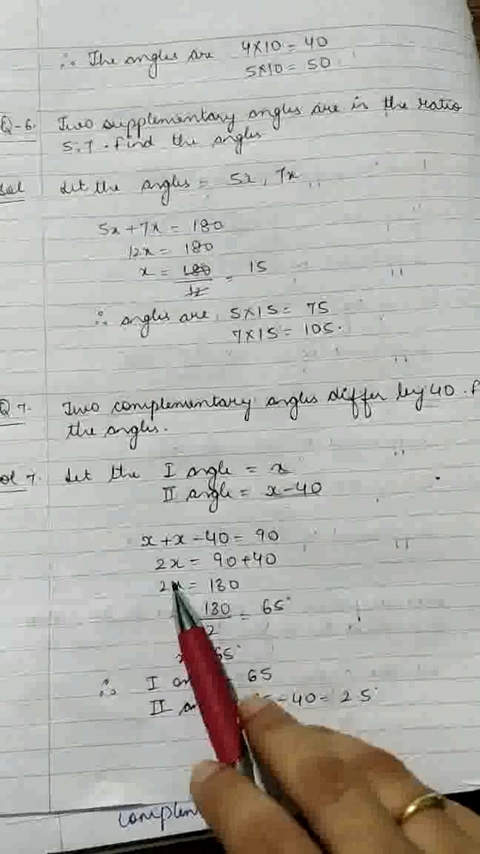 ∴ The angles are 4×10 = 40
5×10 = 50
Q-6. Two supplementary angles are in the ratio
5:7. Find the angles
Sol Let the angles = 5x, 7x
5x + 7x = 180
12x = 180
x = 180/12 = 15
∴ angles are, 5×15 = 75
7×15 = 105.
Q 7. Two complementary angles differ by 40.
the angles.
Sol 7. Let the I angle = x
II angle = x-40
x + x - 40 = 90
2x = 90+40
2x = 130
130/2 = 65°
65°
∴ I = 65
II - 40 = 25°